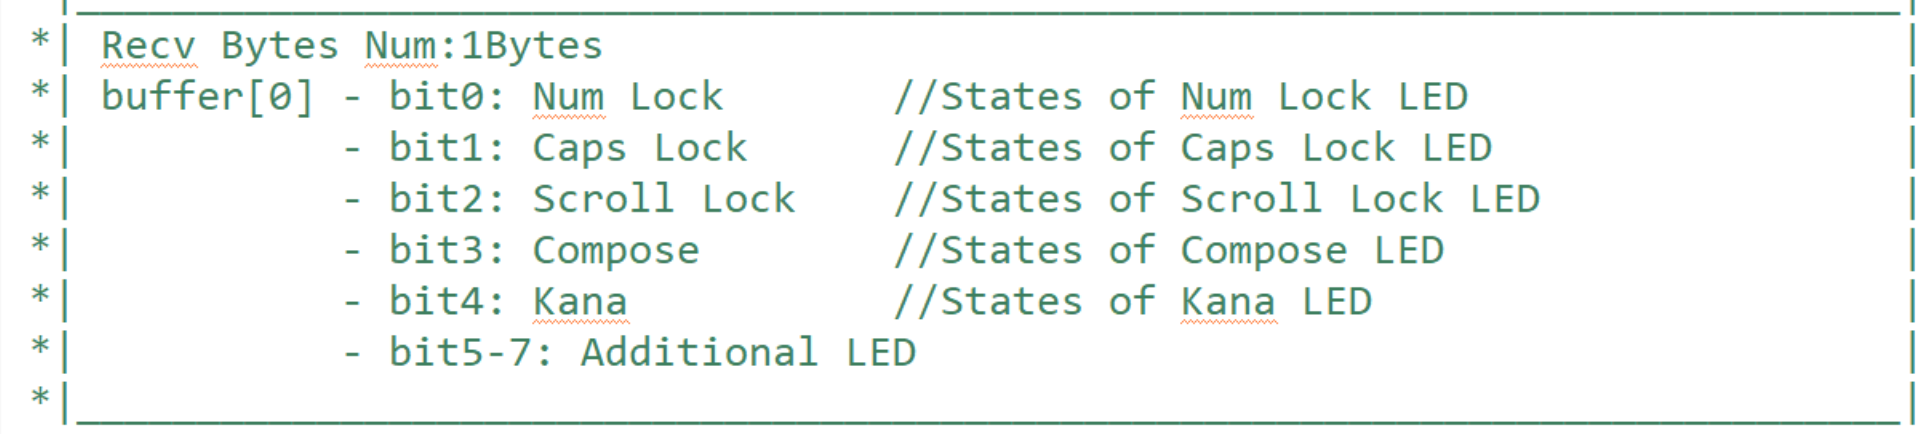 *| Recv Bytes Num:1Bytes |
*| buffer[0] - bit0: Num Lock //States of Num Lock LED |
*| - bit1: Caps Lock //States of Caps Lock LED |
*| - bit2: Scroll Lock //States of Scroll Lock LED |
*| - bit3: Compose //States of Compose LED |
*| - bit4: Kana //States of Kana LED |
*| - bit5-7: Additional LED |
*|____________________________________________________________________________|